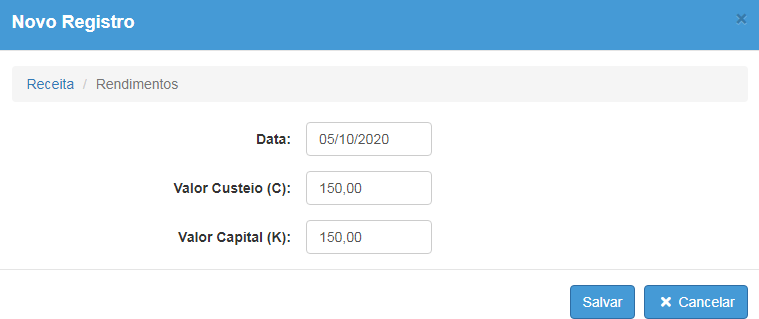 Novo Registro ×
Receita / Rendimentos
Data: 05/10/2020
Valor Custeio (C): 150,00
Valor Capital (K): 150,00
Salvar × Cancelar